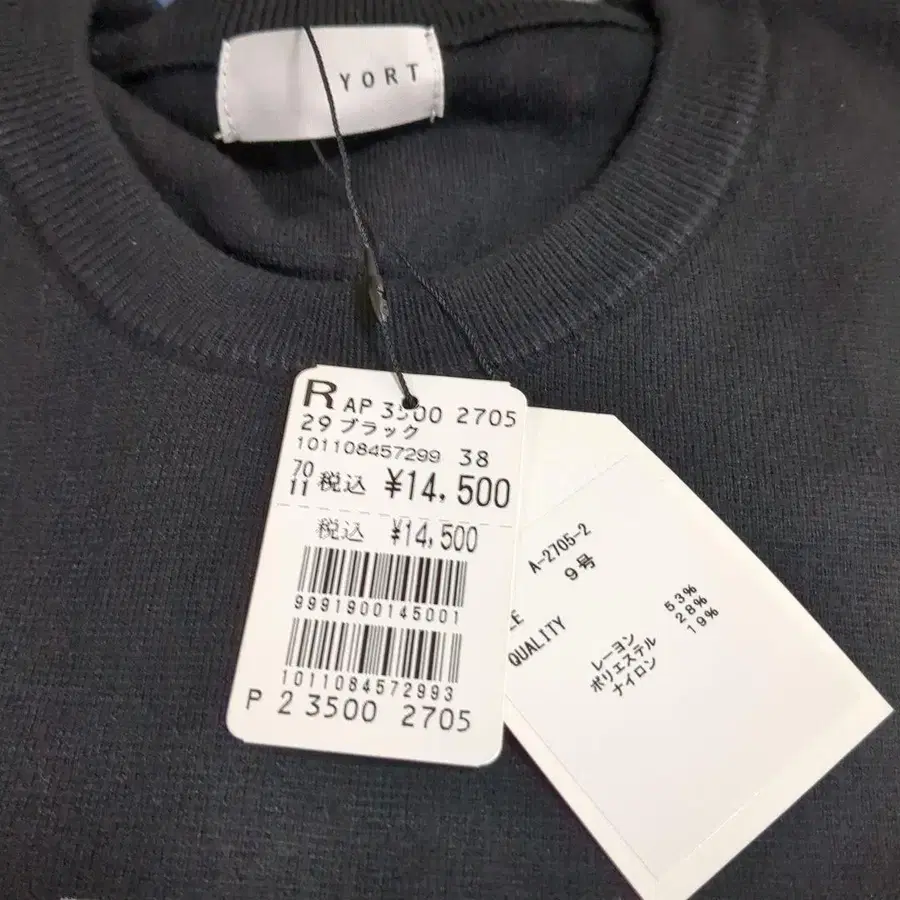 YORT
R AP 3500 2705
29 ブラック
101108457299 38
70
11 税込 ¥14,500
税込 ¥14,500
9991900145001
1011084572993
P 2 3500 2705
A-2705-2
9号
QUALITY
レーヨン 53%
ポリエステル 28%
ナイロン 19%